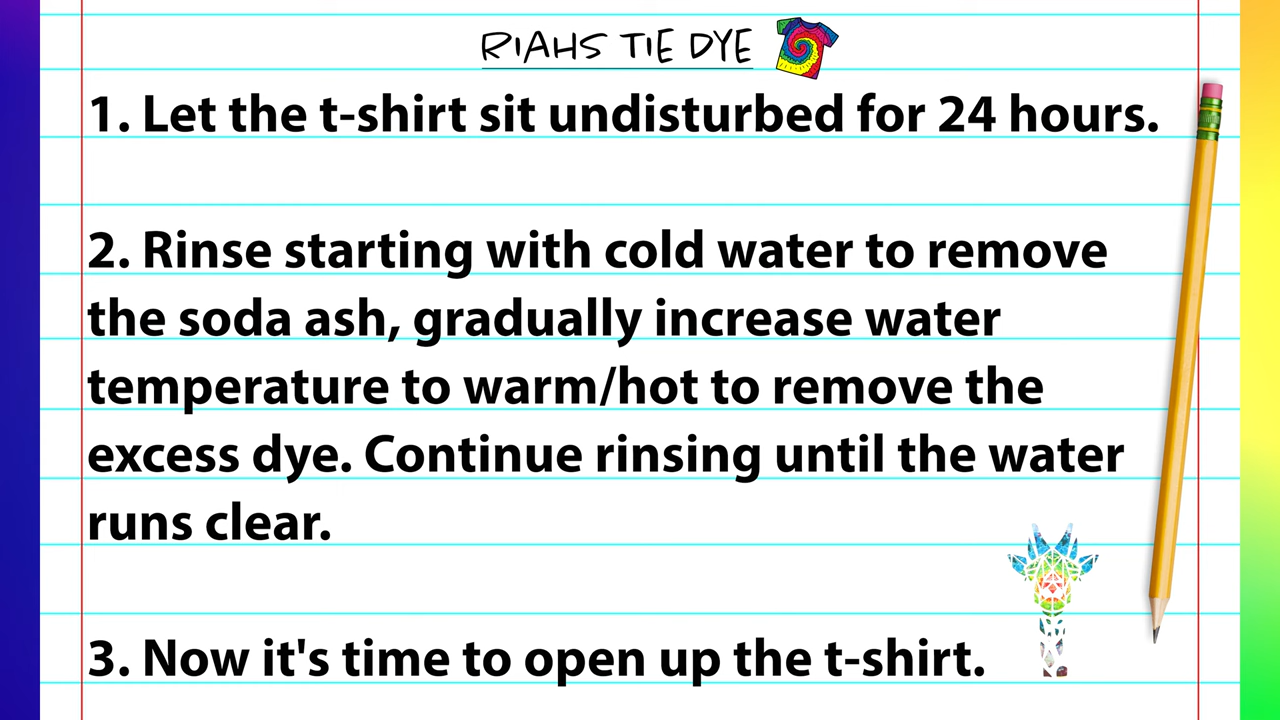 RIAHS TIE DYE
1. Let the t-shirt sit undisturbed for 24 hours.
2. Rinse starting with cold water to remove
the soda ash, gradually increase water
temperature to warm/hot to remove the
excess dye. Continue rinsing until the water
runs clear.
3. Now it's time to open up the t-shirt.